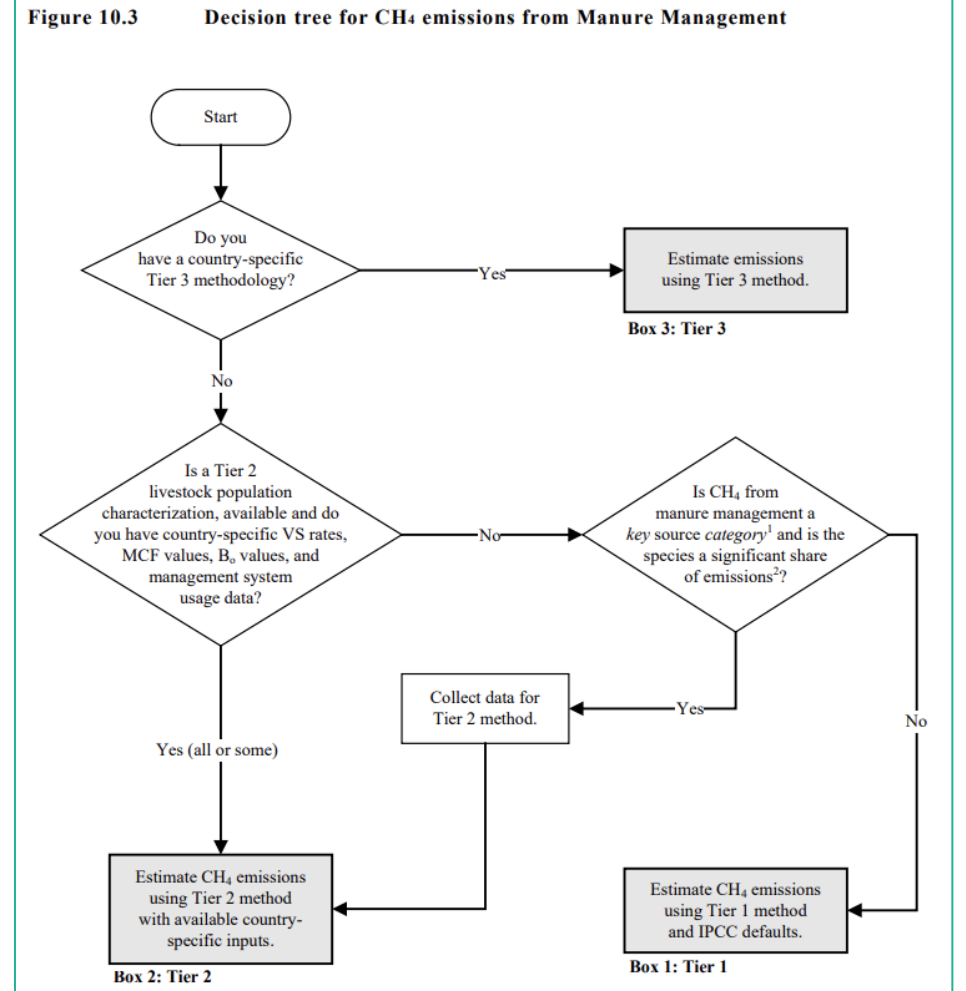 Figure 10.3 Decision tree for CH₄ emissions from Manure Management
Start
Do you
have a country-specific
Tier 3 methodology?
Yes
Estimate emissions
using Tier 3 method.
Box 3: Tier 3
No
Is a Tier 2
livestock population
characterization, available and do
you have country-specific VS rates,
MCF values, Bₒ values, and
management system
usage data?
No
Is CH₄ from
manure management a
key source category¹ and is the
species a significant share
of emissions²?
Collect data for
Tier 2 method.
Yes
No
Yes (all or some)
Estimate CH₄ emissions
using Tier 2 method
with available country-
specific inputs.
Box 2: Tier 2
Estimate CH₄ emissions
using Tier 1 method
and IPCC defaults.
Box 1: Tier 1